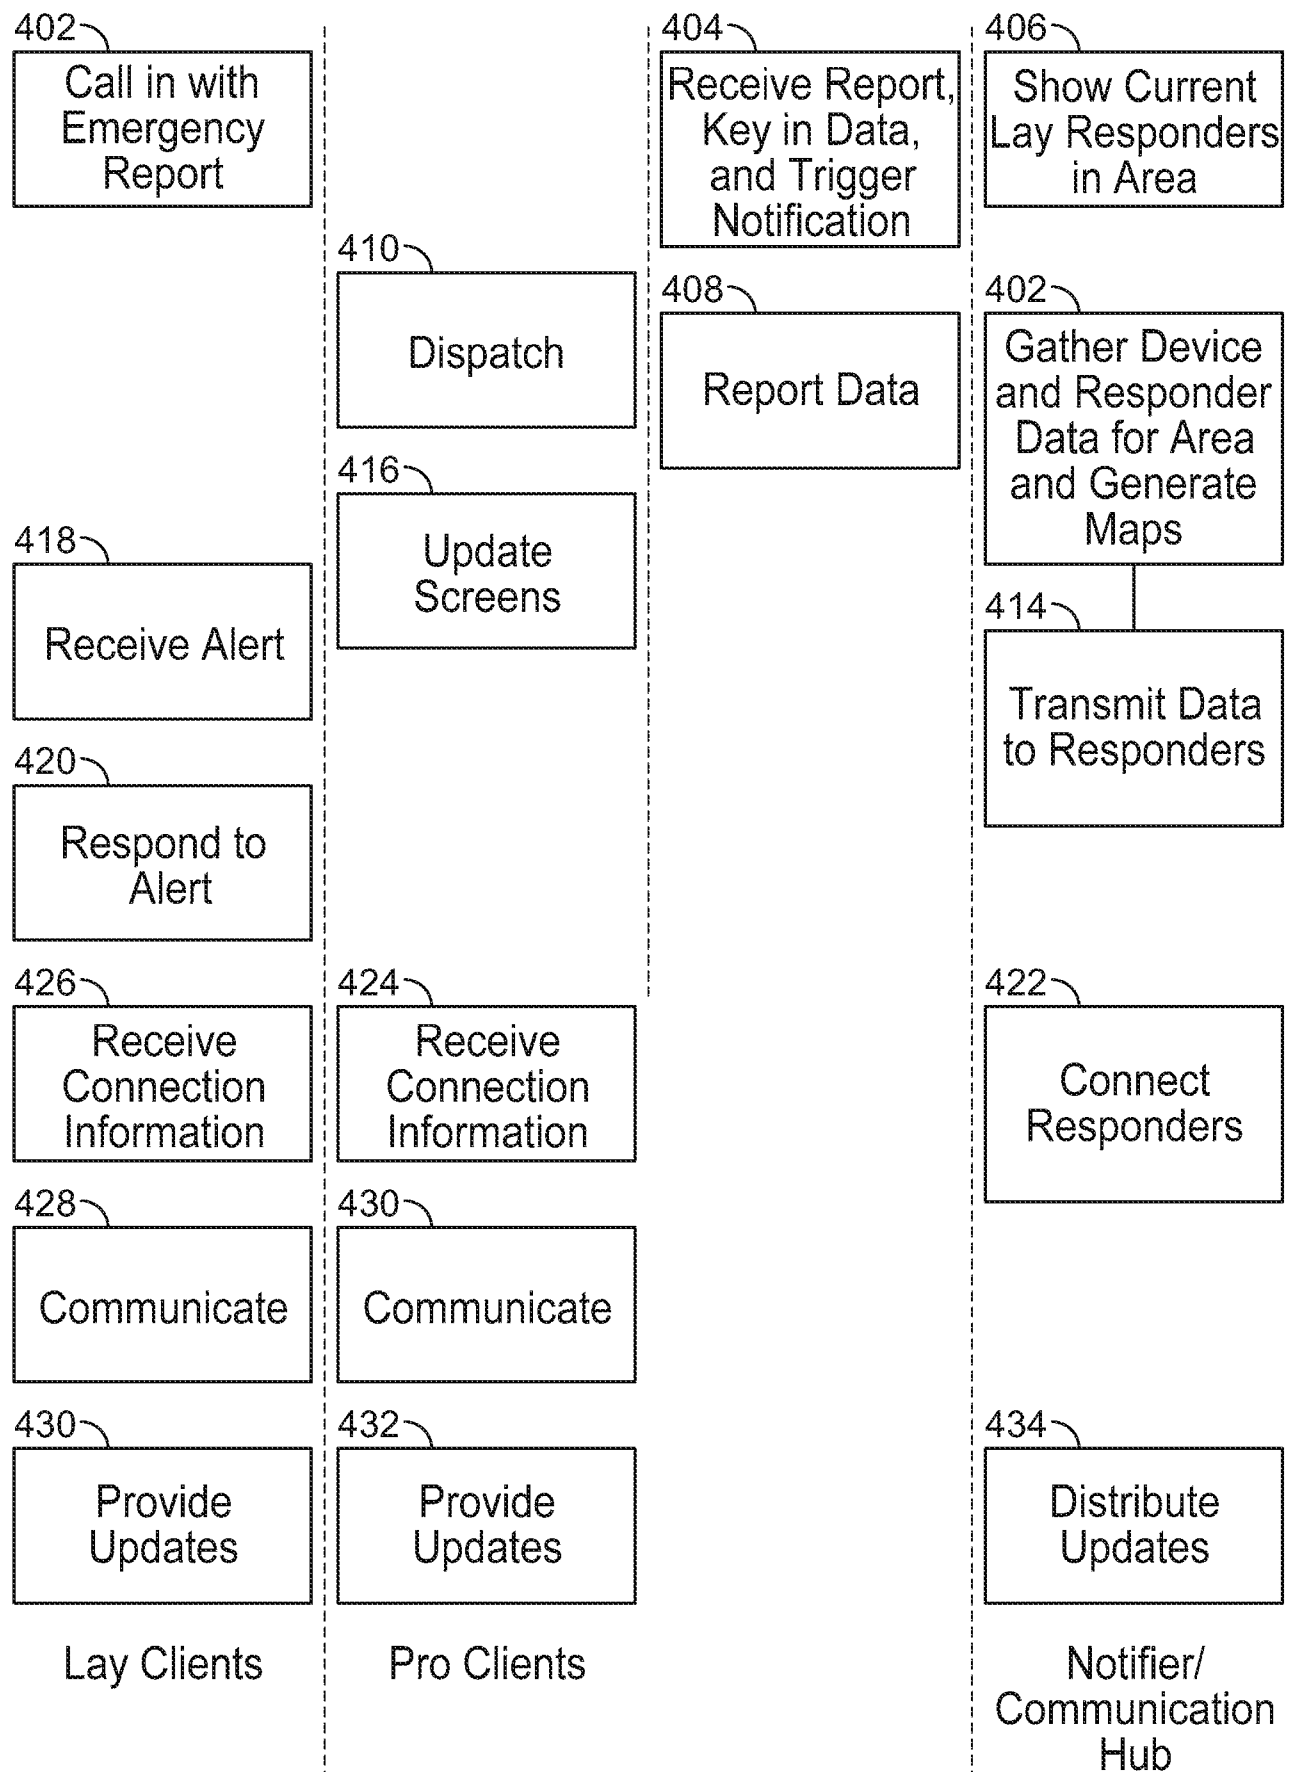 402
Call in with
Emergency
Report
404
Receive Report,
Key in Data,
and Trigger
Notification
406
Show Current
Lay Responders
in Area
410
Dispatch
408
Report Data
402
Gather Device
and Responder
Data for Area
and Generate
Maps
416
Update
Screens
418
Receive Alert
414
Transmit Data
to Responders
420
Respond to
Alert
426
Receive
Connection
Information
424
Receive
Connection
Information
422
Connect
Responders
428
Communicate
430
Communicate
430
Provide
Updates
432
Provide
Updates
434
Distribute
Updates
Lay Clients
Pro Clients
Notifier/
Communication
Hub